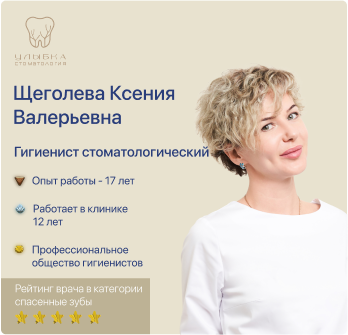 УЛЫБКА
СТОМАТОЛОГИЯ
Щеголева Ксения
Валерьевна
Гигиенист стоматологический
Опыт работы - 17 лет
Работает в клинике
12 лет
Профессиональное
общество гигиенистов
Рейтинг врача в категории
спасенные зубы